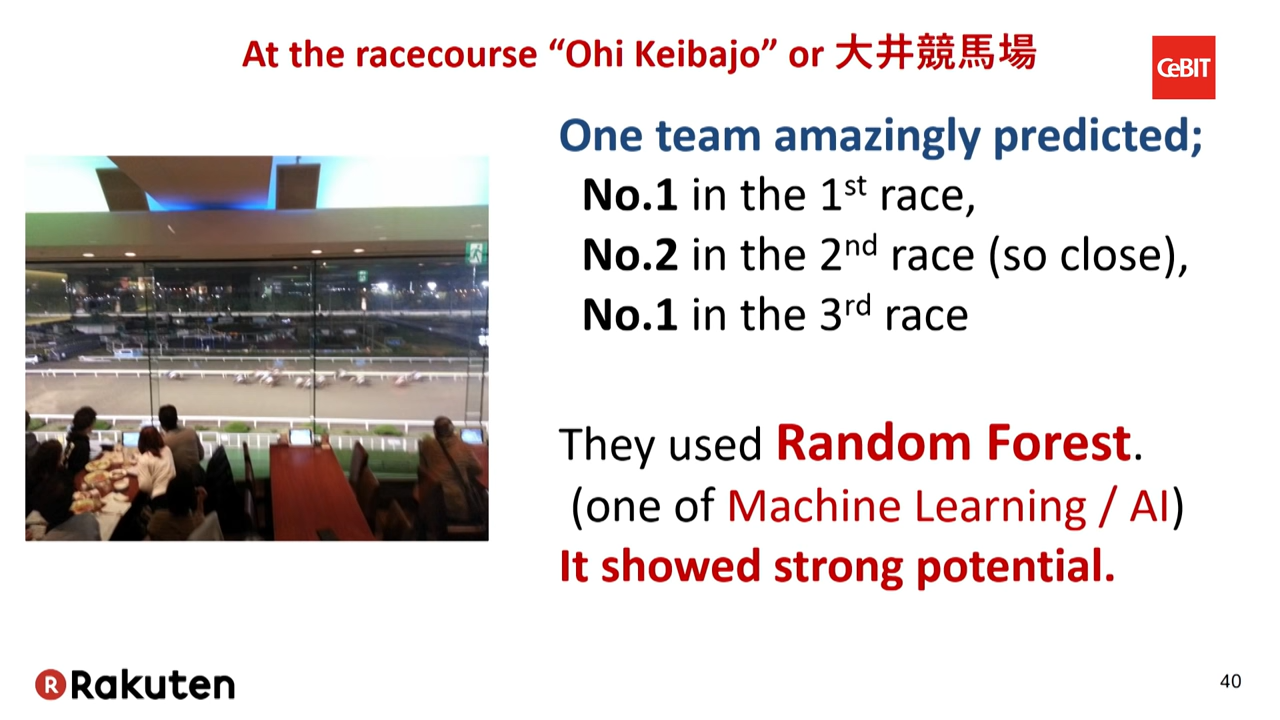 At the racecourse “Ohi Keibajo” or 大井競馬場
CeBIT
One team amazingly predicted;
No.1 in the 1st race,
No.2 in the 2nd race (so close),
No.1 in the 3rd race
They used Random Forest.
(one of Machine Learning / AI)
It showed strong potential.
R Rakuten
40